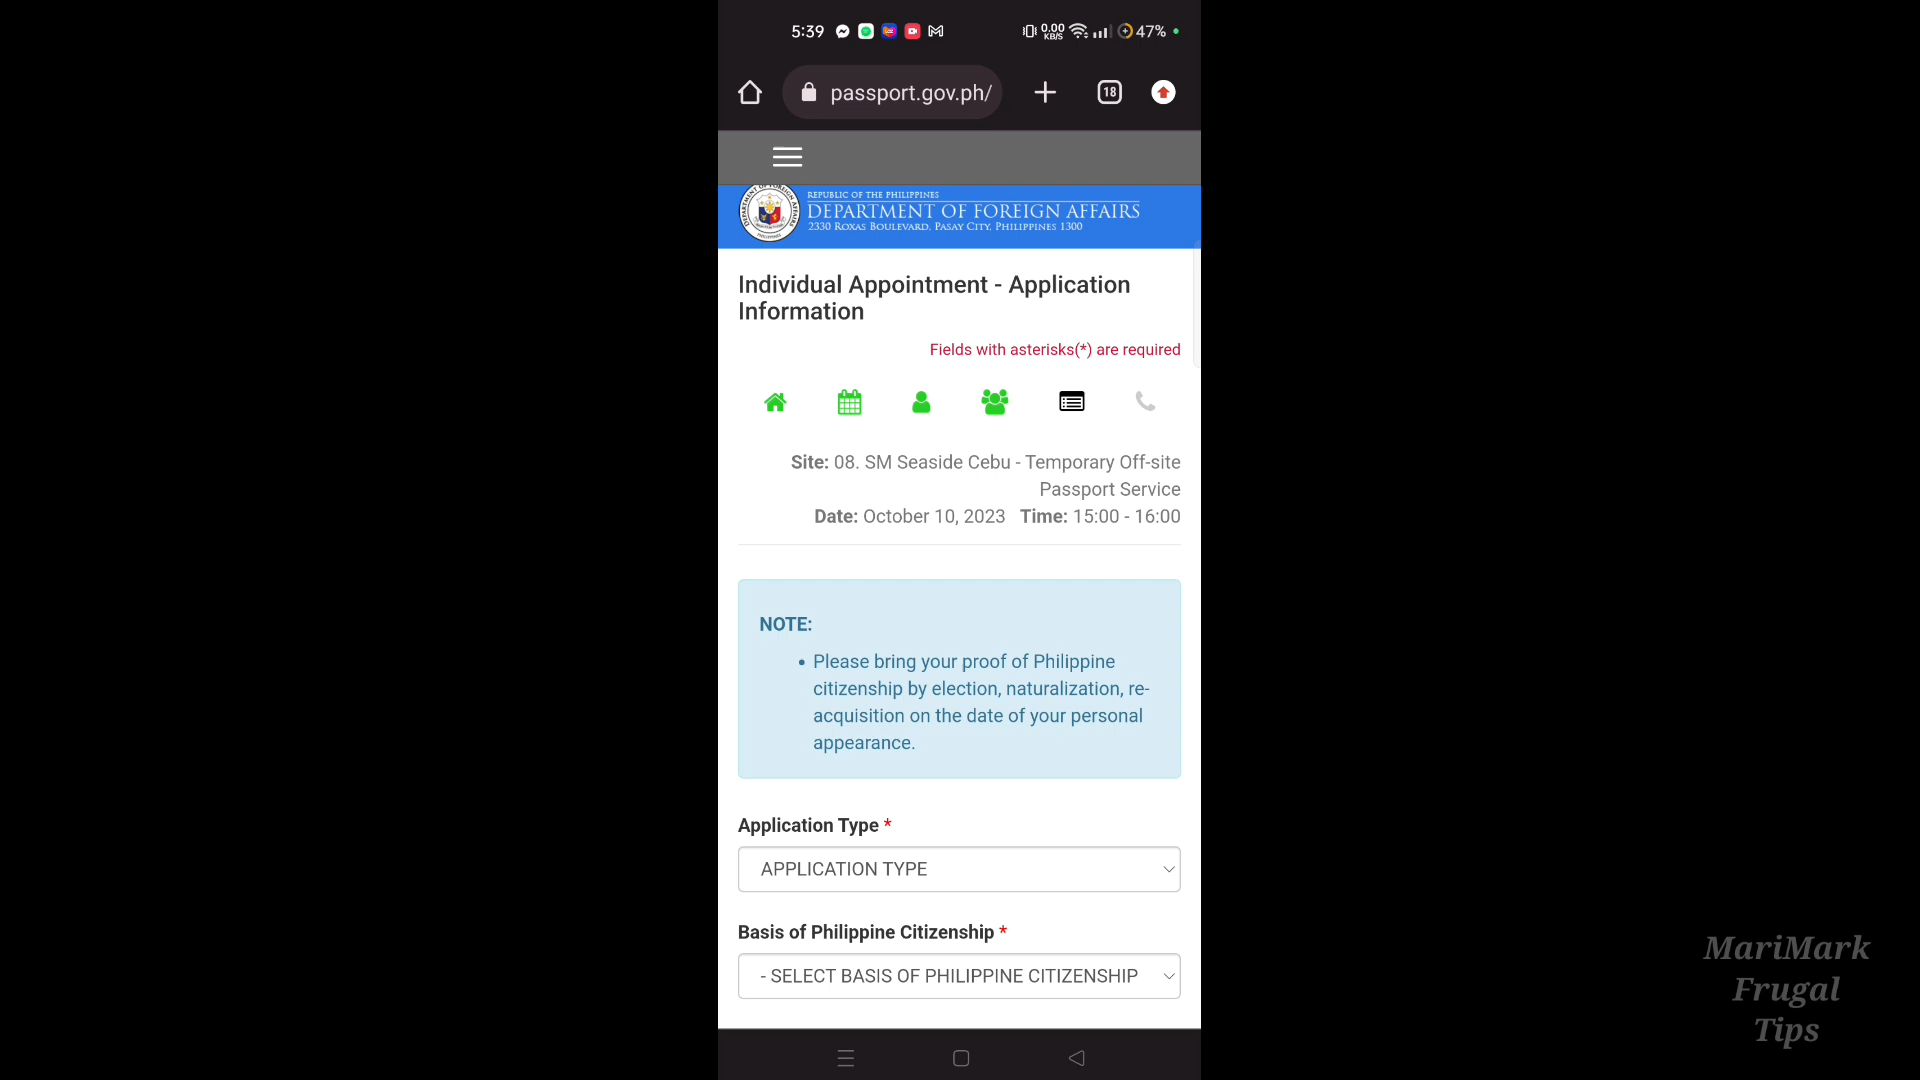 5:39
0.00
KB/S
47%
passport.gov.ph/
18
REPUBLIC OF THE PHILIPPINES
DEPARTMENT OF FOREIGN AFFAIRS
2330 ROXAS BOULEVARD, PASAY CITY, PHILIPPINES 1300
Individual Appointment - Application
Information
Fields with asterisks(*) are required
Site: 08. SM Seaside Cebu - Temporary Off-site
Passport Service
Date: October 10, 2023 Time: 15:00 - 16:00
NOTE:
• Please bring your proof of Philippine
citizenship by election, naturalization, re-
acquisition on the date of your personal
appearance.
Application Type *
APPLICATION TYPE
Basis of Philippine Citizenship *
- SELECT BASIS OF PHILIPPINE CITIZENSHIP
MariMark
Frugal
Tips